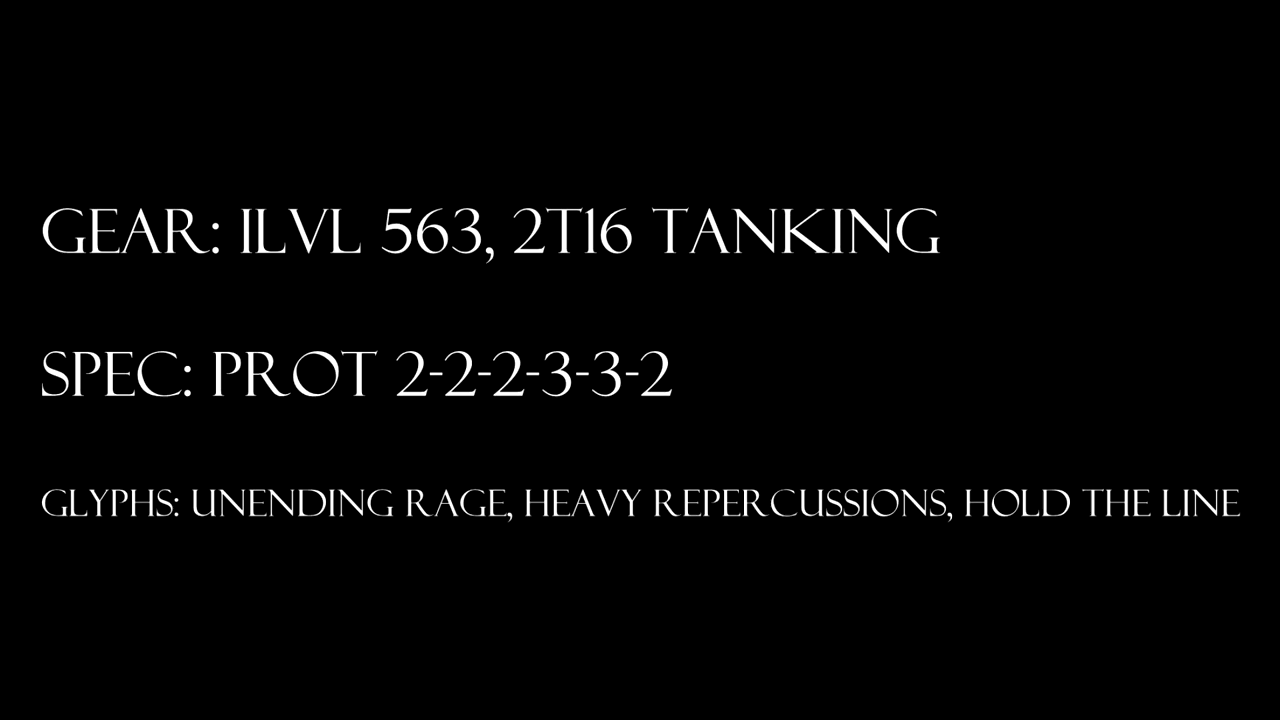 GEAR: ILVL 563, 2T16 TANKING
SPEC: PROT 2-2-2-3-3-2
GLYPHS: UNENDING RAGE, HEAVY REPERCUSSIONS, HOLD THE LINE